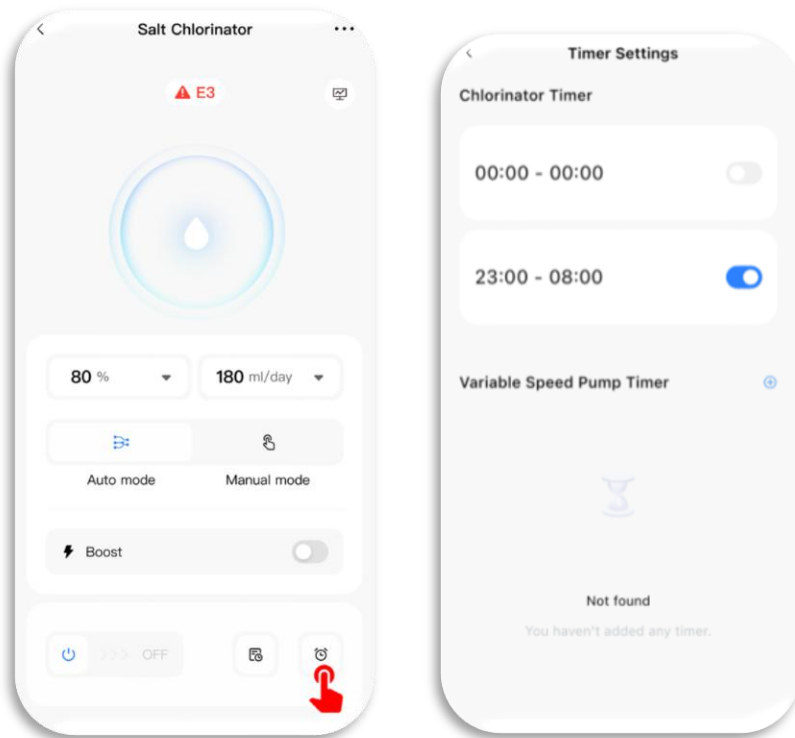 Salt Chlorinator
E3
80 %
180 ml/day
Auto mode
Manual mode
Boost
OFF
Timer Settings
Chlorinator Timer
00:00 - 00:00
23:00 - 08:00
Variable Speed Pump Timer
Not found
You haven't added any timer.